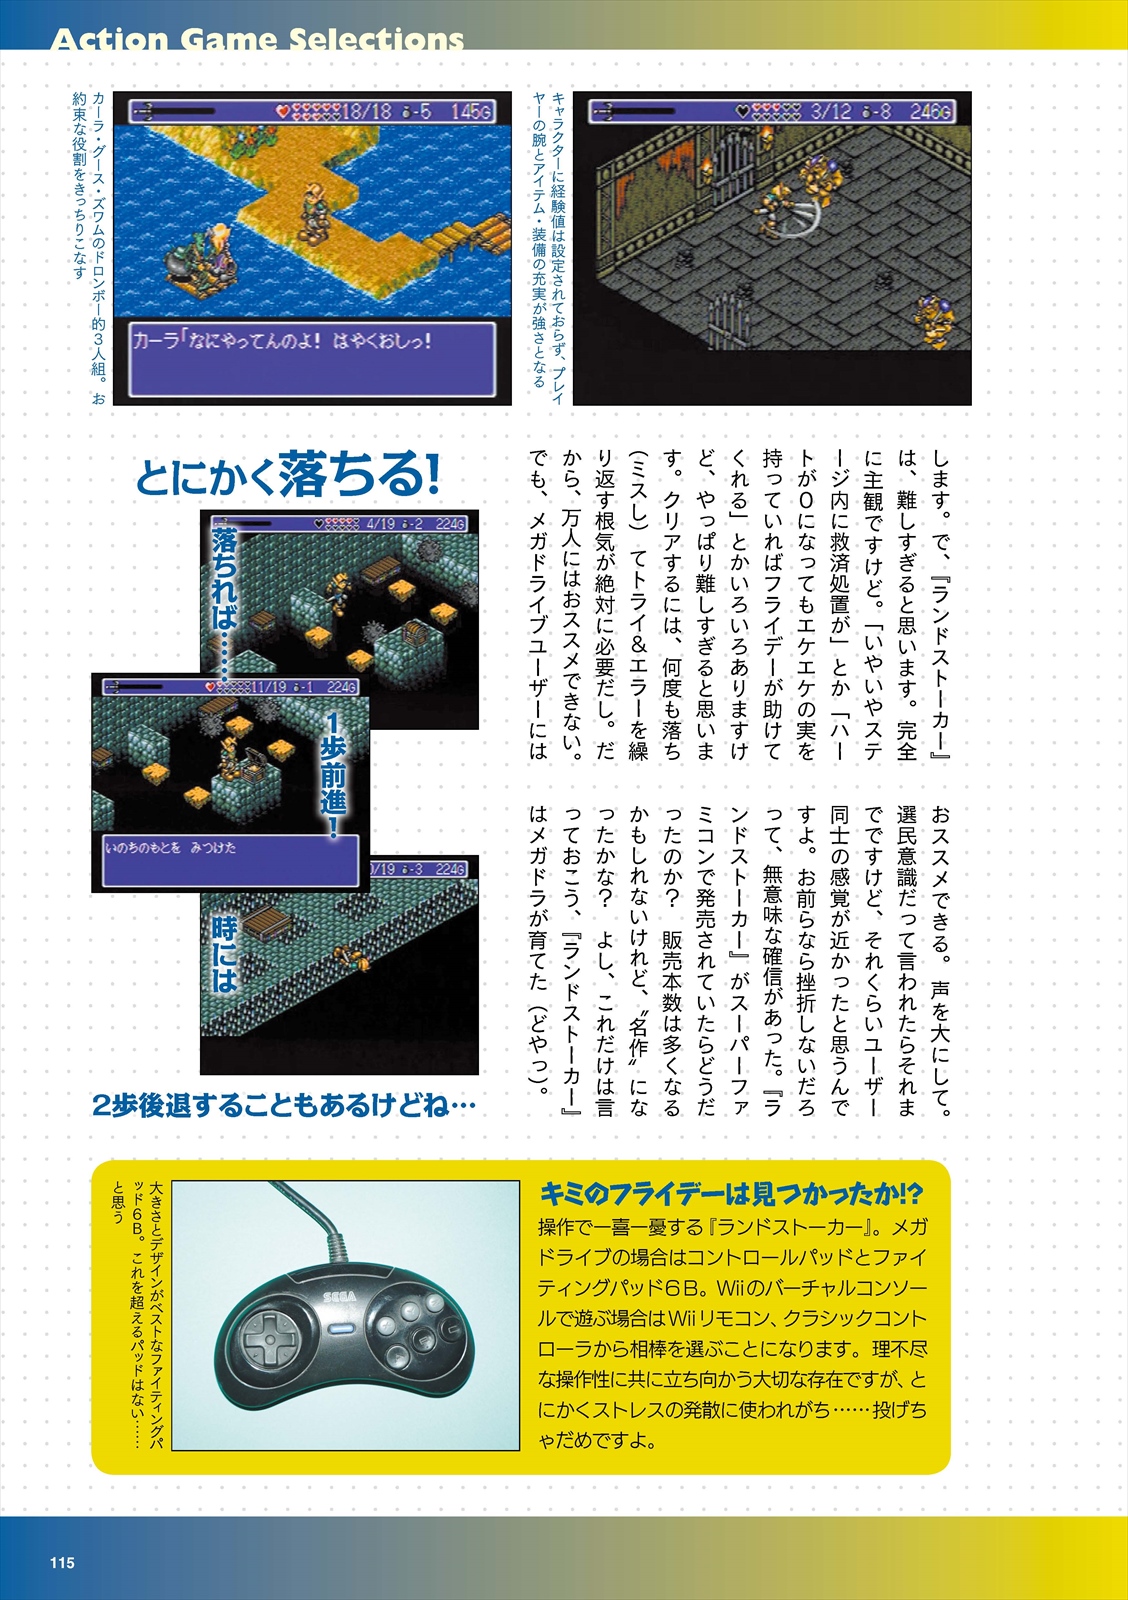 Action Game Selections
キャラクターに経験値は設定されておらず、プレイ
ヤーの腕とアイテム・装備の充実が強さとなる
3/12 -8 246G
カーラ・グース・ズワムのドロンボー的3人組。お
約束な役割をきっちりこなす
18/18 -5 145G
カーラ「なにやってんのよ! はやくおしっ!
します。で、『ランドストーカー』
は、難しすぎると思います。完全
に主観ですけど。「いやいやステ
ージ内に救済処置が」とか「ハー
トが0になってもエケエケの実を
持っていればフライデーが助けて
くれる」とかいろいろありますけ
ど、やっぱり難しすぎると思いま
す。クリアするには、何度も落ち
(ミスし)てトライ&エラーを繰
り返す根気が絶対に必要だし。だ
から、万人にはおススメできない。
でも、メガドライブユーザーには
おススメできる。声を大にして。
選民意識だって言われたらそれま
でですけど、それくらいユーザー
同士の感覚が近かったと思うんで
すよ。お前らなら挫折しないだろ
って、無意味な確信があった。『ラ
ンドストーカー』がスーパーファ
ミコンで発売されていたらどうだ
ったのか? 販売本数は多くなる
かもしれないけれど、〝名作〟にな
ったかな? よし、これだけは言
っておこう、『ランドストーカー』
はメガドラが育てた(どやっ)。
とにかく落ちる!
4/19 -2 224G
落ちれば……
11/19 -1 224G
1歩前進!
いのちのもとを みつけた
0/19 -3 224G
時には
2歩後退することもあるけどね…
キミのフライデーは見つかったか!?
操作で一喜一憂する『ランドストーカー』。メガ
ドライブの場合はコントロールパッドとファイ
ティングパッド6B。Wiiのバーチャルコンソー
ルで遊ぶ場合はWiiリモコン、クラシックコント
ローラから相棒を選ぶことになります。理不尽
な操作性に共に立ち向かう大切な存在ですが、と
にかくストレスの発散に使われがち……投げち
ゃだめですよ。
SEGA
大きさとデザインがベストなファイティングパ
ッド6B。これを超えるパッドはない……
と思う
115